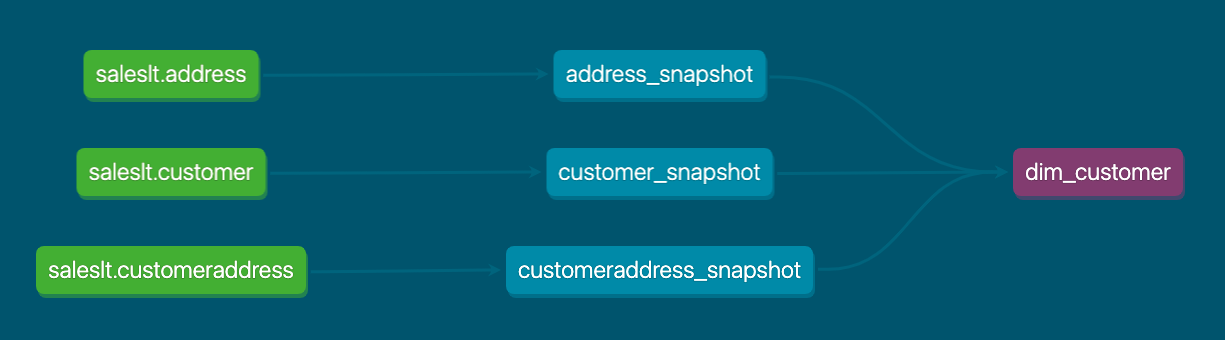 saleslt.address
address_snapshot
saleslt.customer
customer_snapshot
dim_customer
saleslt.customeraddress
customeraddress_snapshot